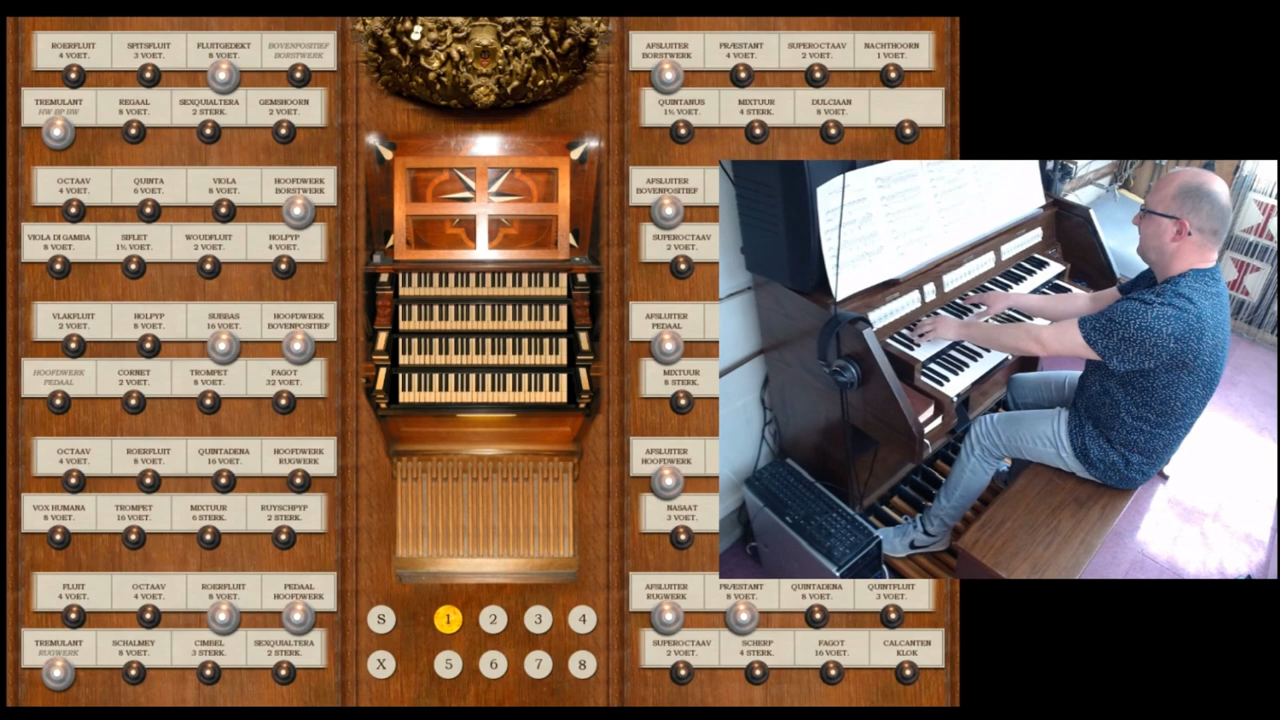 ROERFLUIT 4 VOET. SPITSFLUIT 3 VOET. FLUITGEDEKT 8 VOET. BOVENPOSITIEF BORSTWERK
TREMULANT HW BP BW REGAAL 8 VOET. SEXQUIALTERA 2 STERK. GEMSHOORN 2 VOET.
OCTAAV 4 VOET. QUINTA 6 VOET. VIOLA 8 VOET. HOOFDWERK BORSTWERK
VIOLA DI GAMBA 8 VOET. SIFLET 1½ VOET. WOUDFLUIT 2 VOET. HOLPYP 4 VOET.
VLAKFLUIT 2 VOET. HOLPYP 8 VOET. SUBBAS 16 VOET. HOOFDWERK BOVENPOSITIEF
HOOFDWERK PEDAAL CORNET 2 VOET. TROMPET 8 VOET. FAGOT 32 VOET.
OCTAAV 4 VOET. ROERFLUIT 8 VOET. QUINTADENA 16 VOET. HOOFDWERK RUGWERK
VOX HUMANA 8 VOET. TROMPET 16 VOET. MIXTUUR 6 STERK. RUYSCHPYP 2 STERK.
FLUIT 4 VOET. OCTAAV 4 VOET. ROERFLUIT 8 VOET. PEDAAL HOOFDWERK
TREMULANT RUGWERK SCHALMEY 8 VOET. CIMBEL 3 STERK. SEXQUIALTERA 2 STERK.
S 1 2 3 4
X 5 6 7 8
AFSLUITER BORSTWERK PRÆSTANT 4 VOET. SUPEROCTAAV 2 VOET. NACHTHOORN 1 VOET.
QUINTANUS 1½ VOET. MIXTUUR 4 STERK. DULCIAAN 8 VOET.
AFSLUITER BOVENPOSITIEF
SUPEROCTAAV 2 VOET.
AFSLUITER PEDAAL
MIXTUUR 8 STERK.
AFSLUITER HOOFDWERK
NASAAT 3 VOET.
AFSLUITER RUGWERK PRÆSTANT 8 VOET. QUINTADENA 8 VOET. QUINTFLUIT 3 VOET.
SUPEROCTAAV 2 VOET. SCHERP 4 STERK. FAGOT 16 VOET. CALCANTEN KLOK